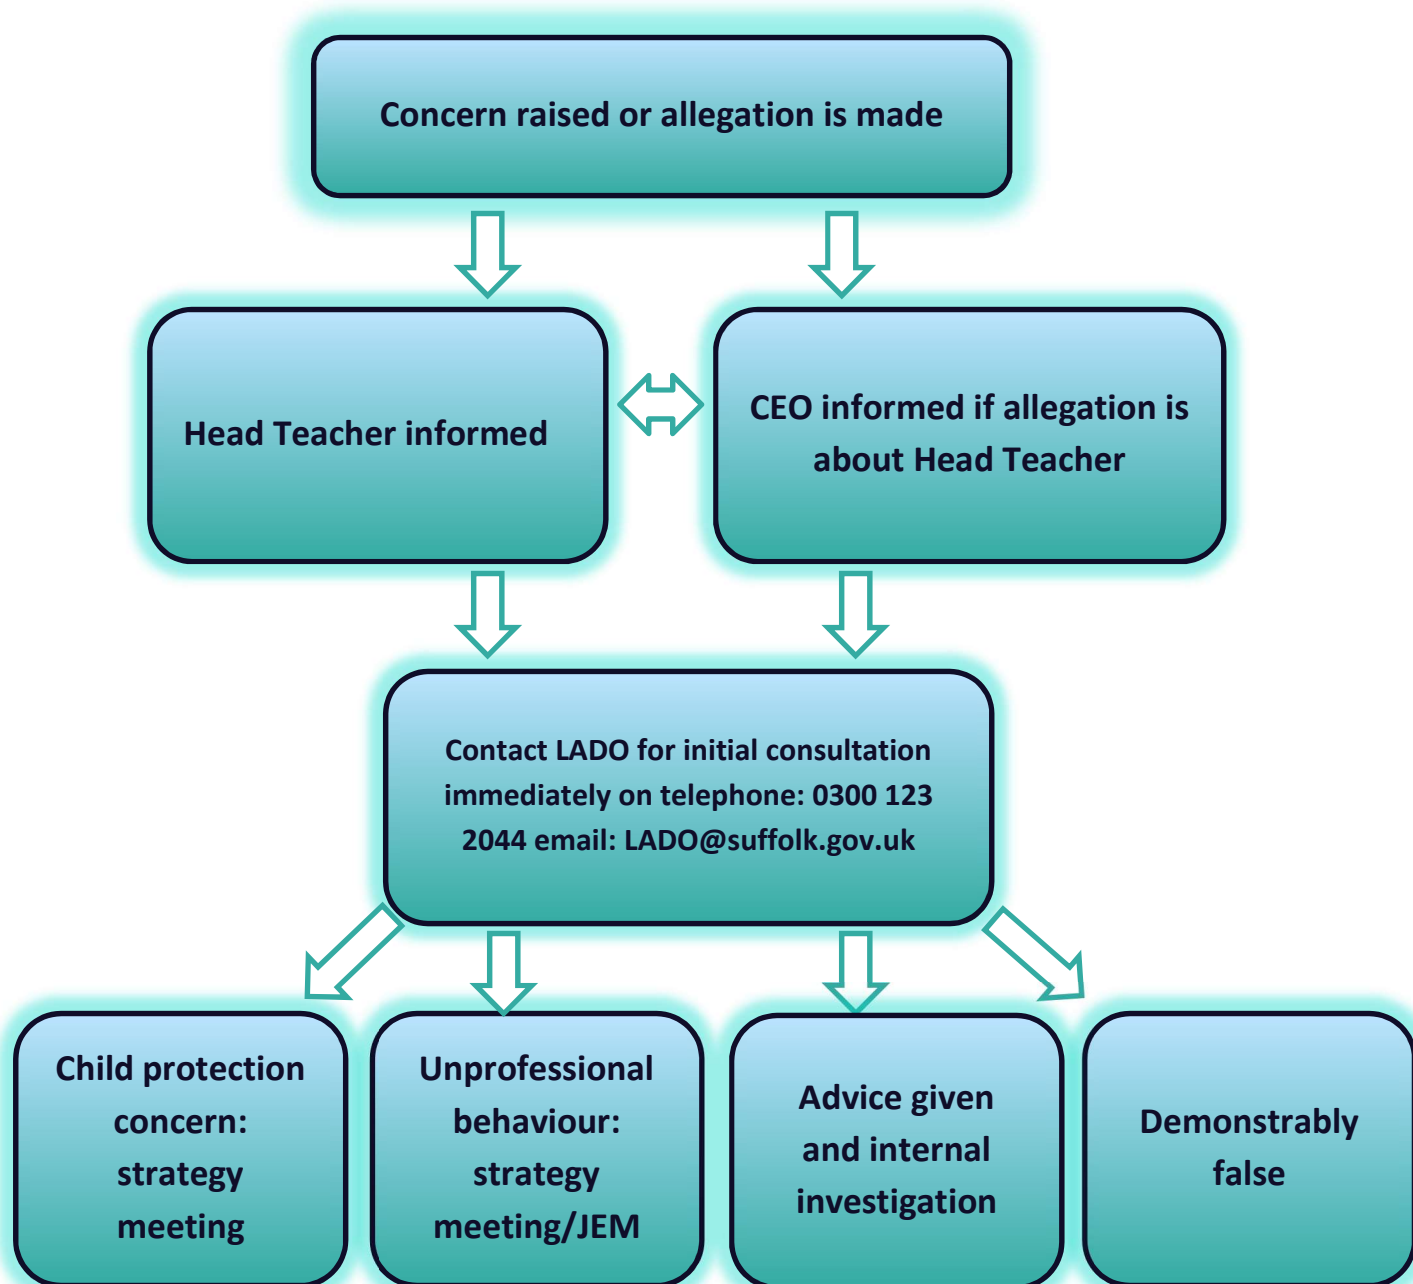 Concern raised or allegation is made
Head Teacher informed
CEO informed if allegation is
about Head Teacher
Contact LADO for initial consultation
immediately on telephone: 0300 123
2044 email: LADO@suffolk.gov.uk
Child protection
concern:
strategy
meeting
Unprofessional
behaviour:
strategy
meeting/JEM
Advice given
and internal
investigation
Demonstrably
false